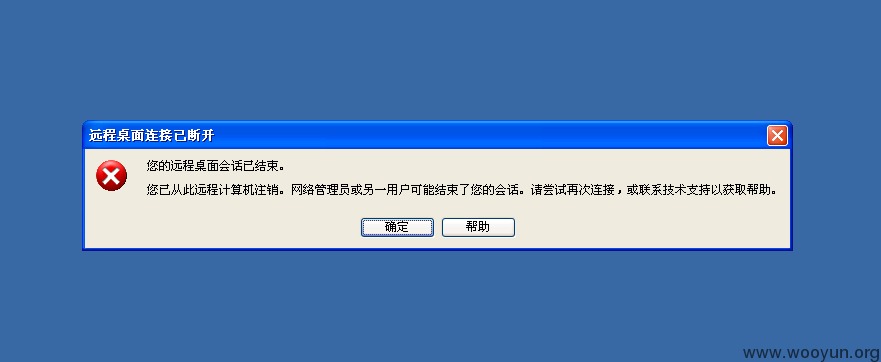 远程桌面连接已断开
您的远程桌面会话已结束。
您已从此远程计算机注销。网络管理员或另一用户可能结束了您的会话。请尝试再次连接，或联系技术支持以获取帮助。
确定
帮助
www.wooyun.org